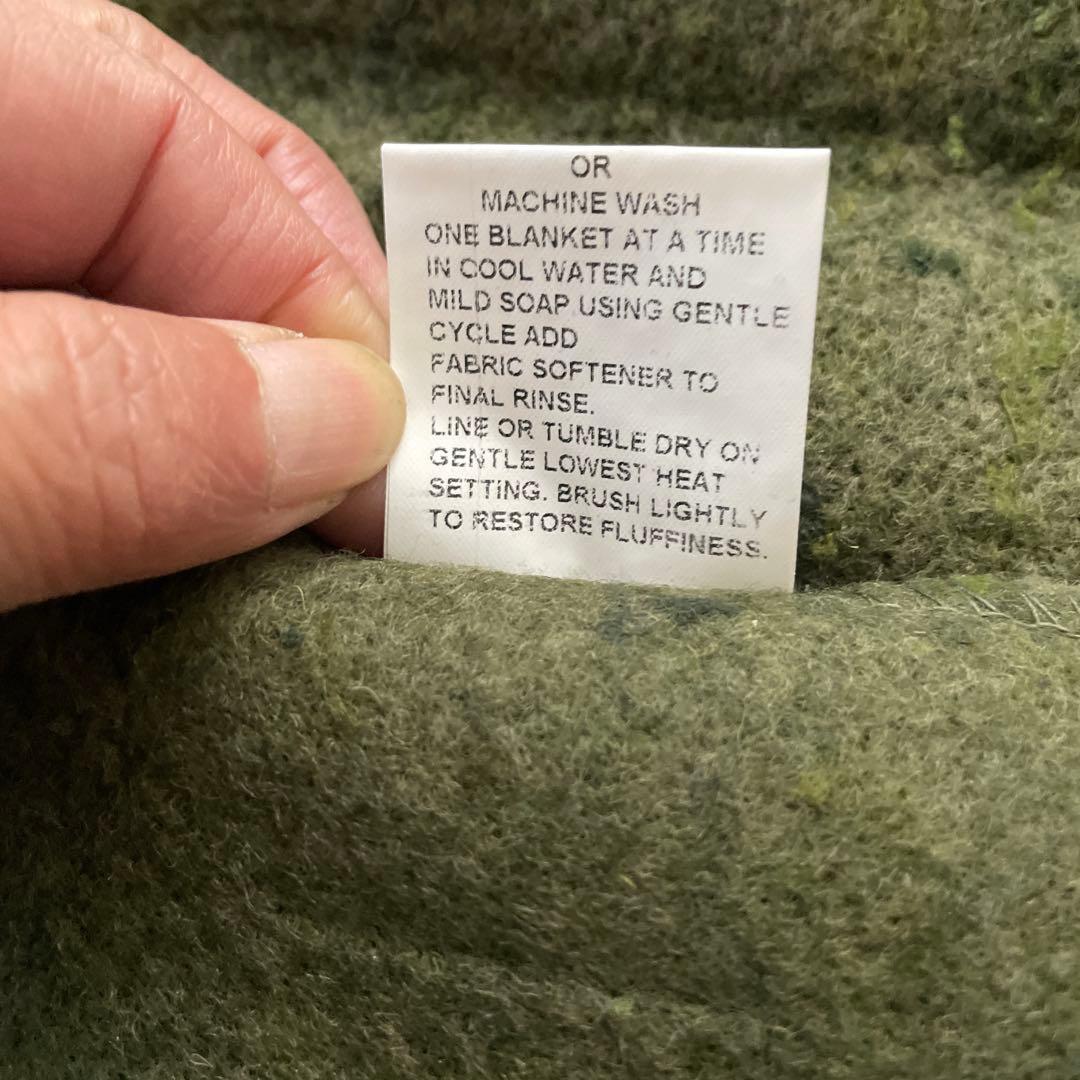 OR
MACHINE WASH
ONE BLANKET AT A TIME
IN COOL WATER AND
MILD SOAP USING GENTLE
CYCLE ADD
FABRIC SOFTENER TO
FINAL RINSE.
LINE OR TUMBLE DRY ON
GENTLE LOWEST HEAT
SETTING. BRUSH LIGHTLY
TO RESTORE FLUFFINESS.